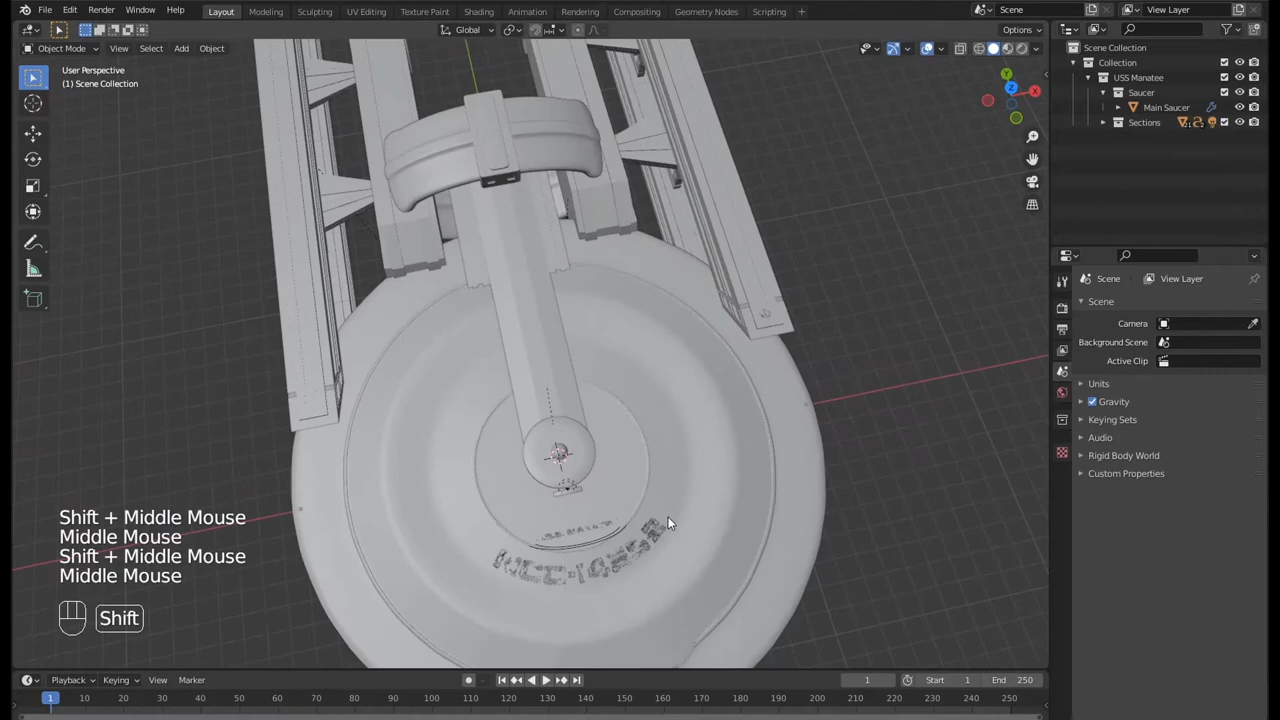 File Edit Render Window Help Layout Modeling Sculpting UV Editing Texture Paint Shading Animation Rendering Compositing Geometry Nodes Scripting + Scene View Layer
Global Options
Object Mode View Select Add Object
User Perspective
(1) Scene Collection
Scene Collection
Collection
USS Manatee
Saucer
Main Saucer
Sections
Y
Z
X
Scene View Layer
Scene
Camera
Background Scene
Active Clip
Units
Gravity
Keying Sets
Audio
Rigid Body World
Custom Properties
Shift + Middle Mouse
Middle Mouse
Shift + Middle Mouse
Middle Mouse
Shift
Playback Keying View Marker 1 Start 1 End 250
1 10 20 30 40 50 60 70 80 90 100 110 120 130 140 150 160 170 180 190 200 210 220 230 240 250